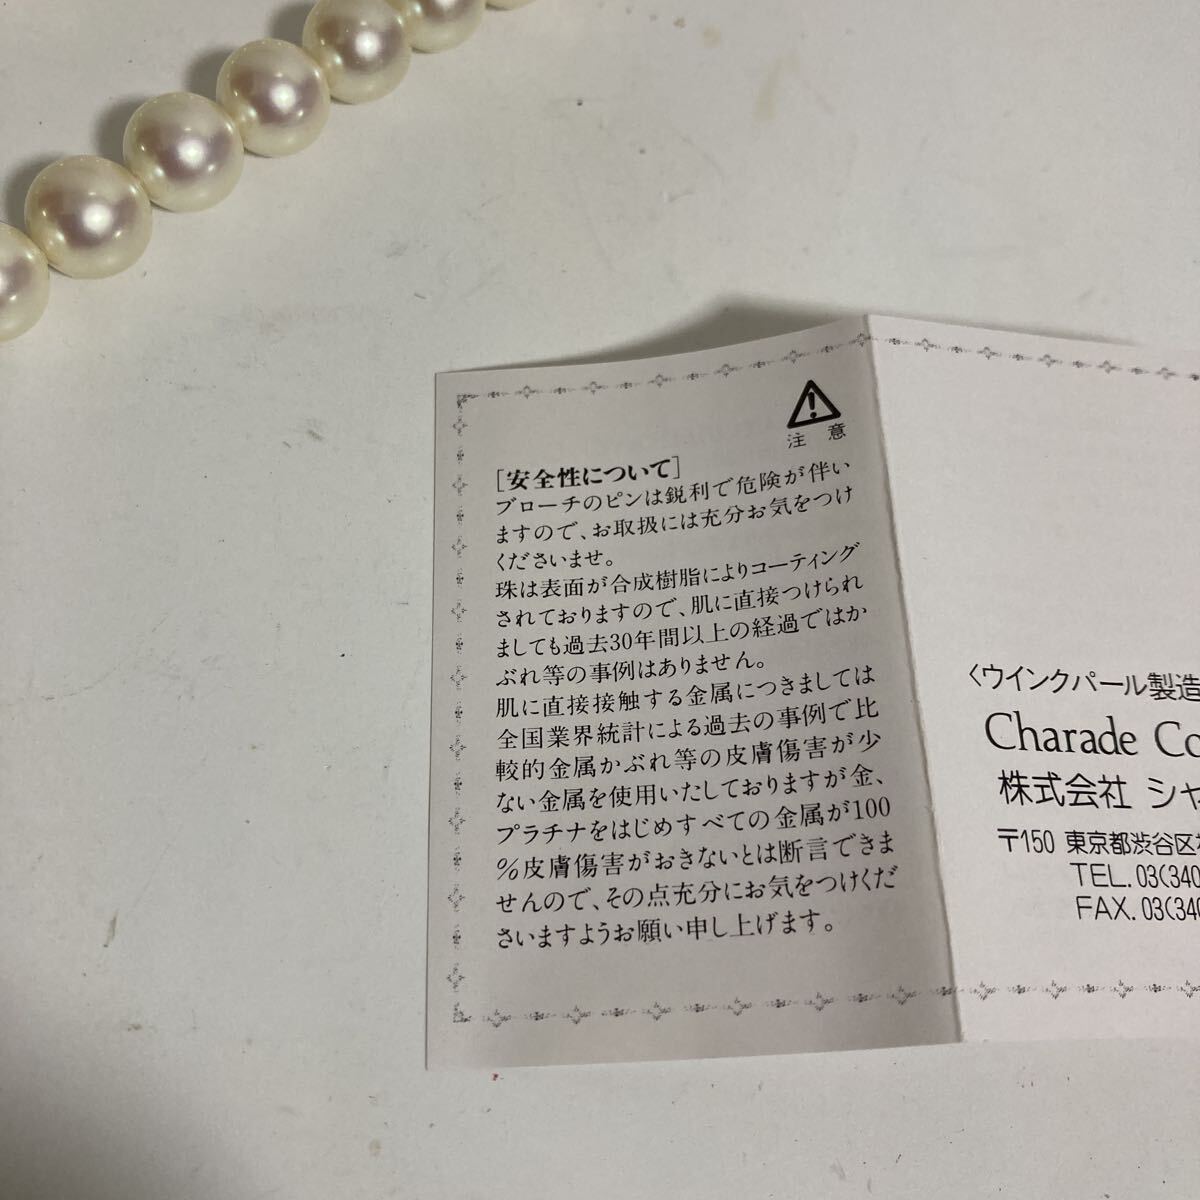 注 意
[安全性について]
ブローチのピンは鋭利で危険が伴い
ますので、お取扱には充分お気をつけ
くださいませ。
珠は表面が合成樹脂によりコーティング
されておりますので、肌に直接つけられ
ましても過去30年間以上の経過ではか
ぶれ等の事例はありません。
肌に直接接触する金属につきましては
全国業界統計による過去の事例で比
較的金属かぶれ等の皮膚傷害が少
ない金属を使用いたしておりますが金、
プラチナをはじめすべての金属が100
%皮膚傷害がおきないとは断言できま
せんので、その点充分にお気をつけくだ
さいますようお願い申し上げます。
〈ウインクパール製造
Charade Co
株式会社 シャ
〒150 東京都渋谷区
TEL. 03(340
FAX. 03(340